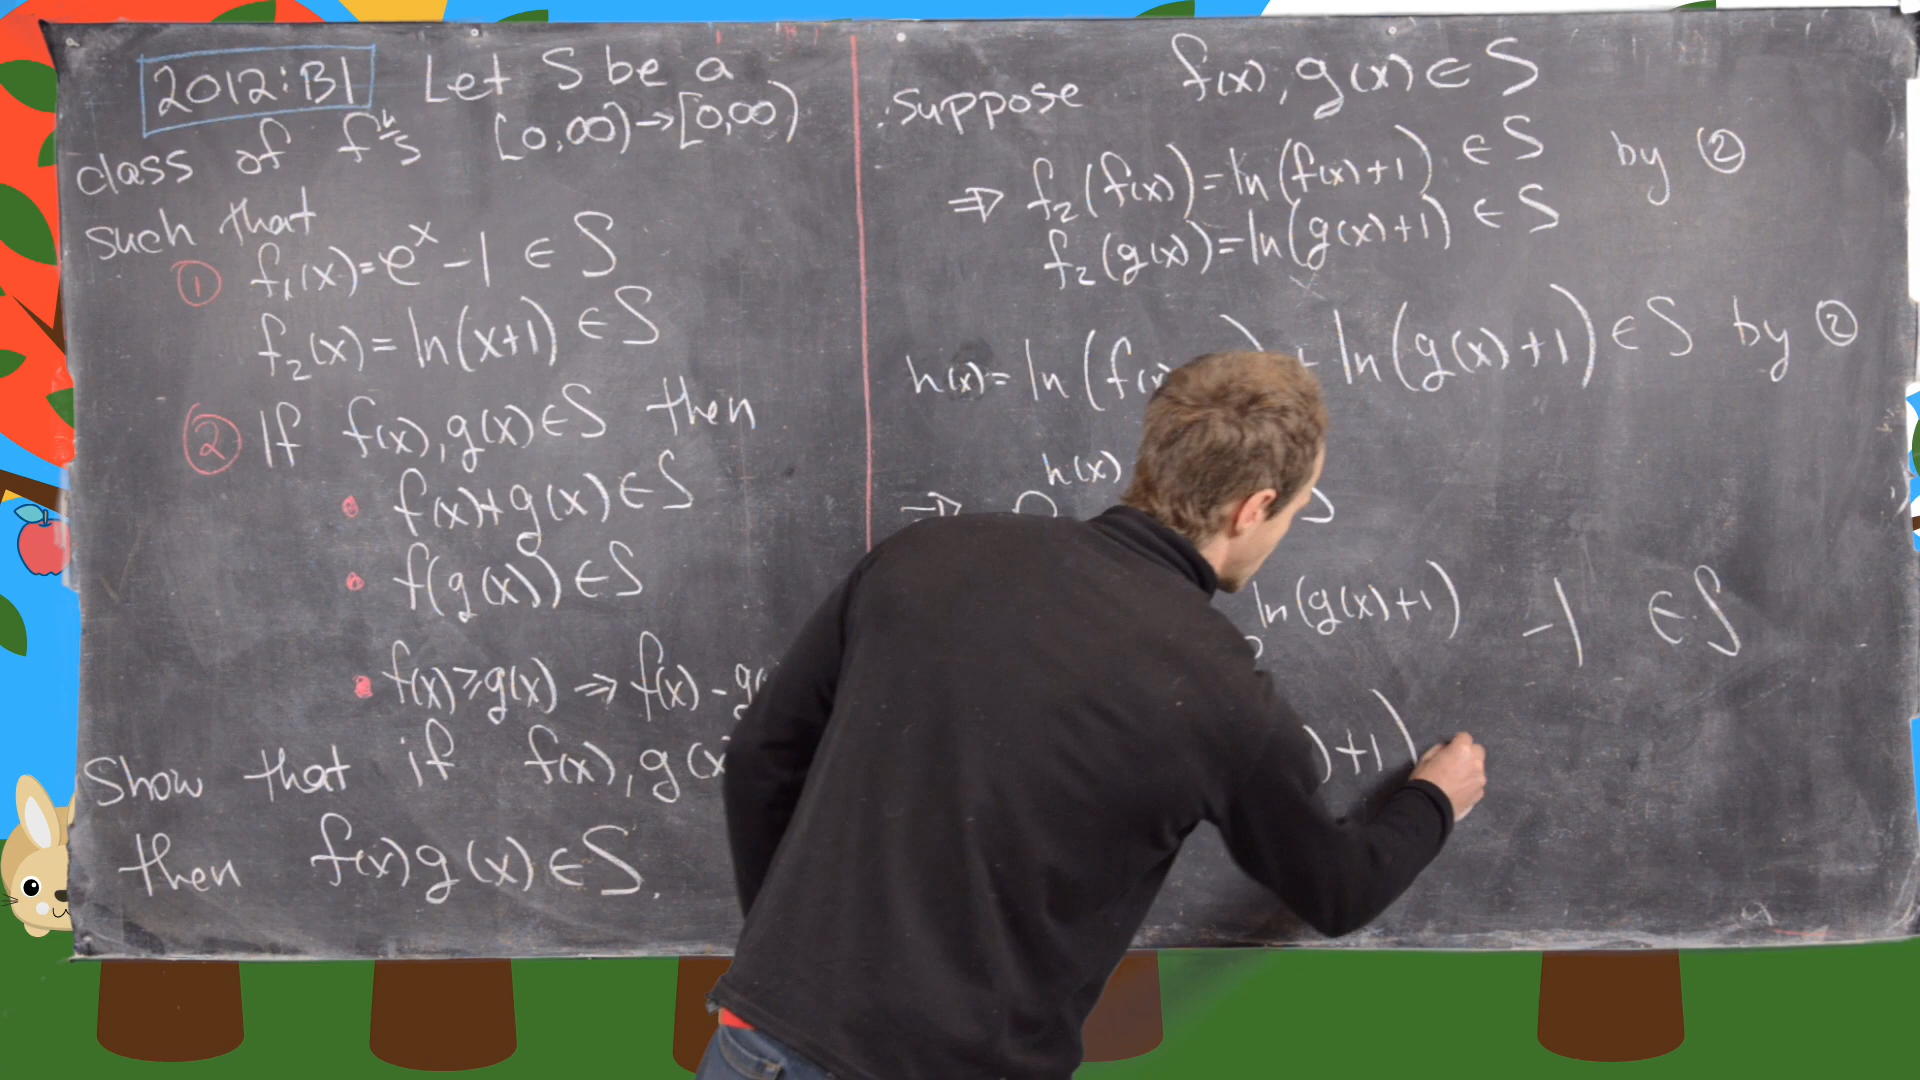 2012:B1 Let S be a
class of fⁿ/s [0,∞)→[0,∞)
such that
① f₁(x)=eˣ-1 ∈ S
f₂(x)=ln(x+1) ∈ S
② If f(x), g(x) ∈ S then
• f(x)+g(x) ∈ S
• f(g(x)) ∈ S
• f(x)≥g(x) ⇒ f(x)-g(
Show that if f(x), g(x
then f(x)g(x) ∈ S.
suppose f(x), g(x) ∈ S
⇒ f₂(f(x))=ln(f(x)+1) ∈ S by ②
f₂(g(x))=ln(g(x)+1) ∈ S
h(x)= ln(f(x ) + ln(g(x)+1) ∈ S by ②
⇒ h(x) S
ln(g(x)+1) -1 ∈ S
)+1)